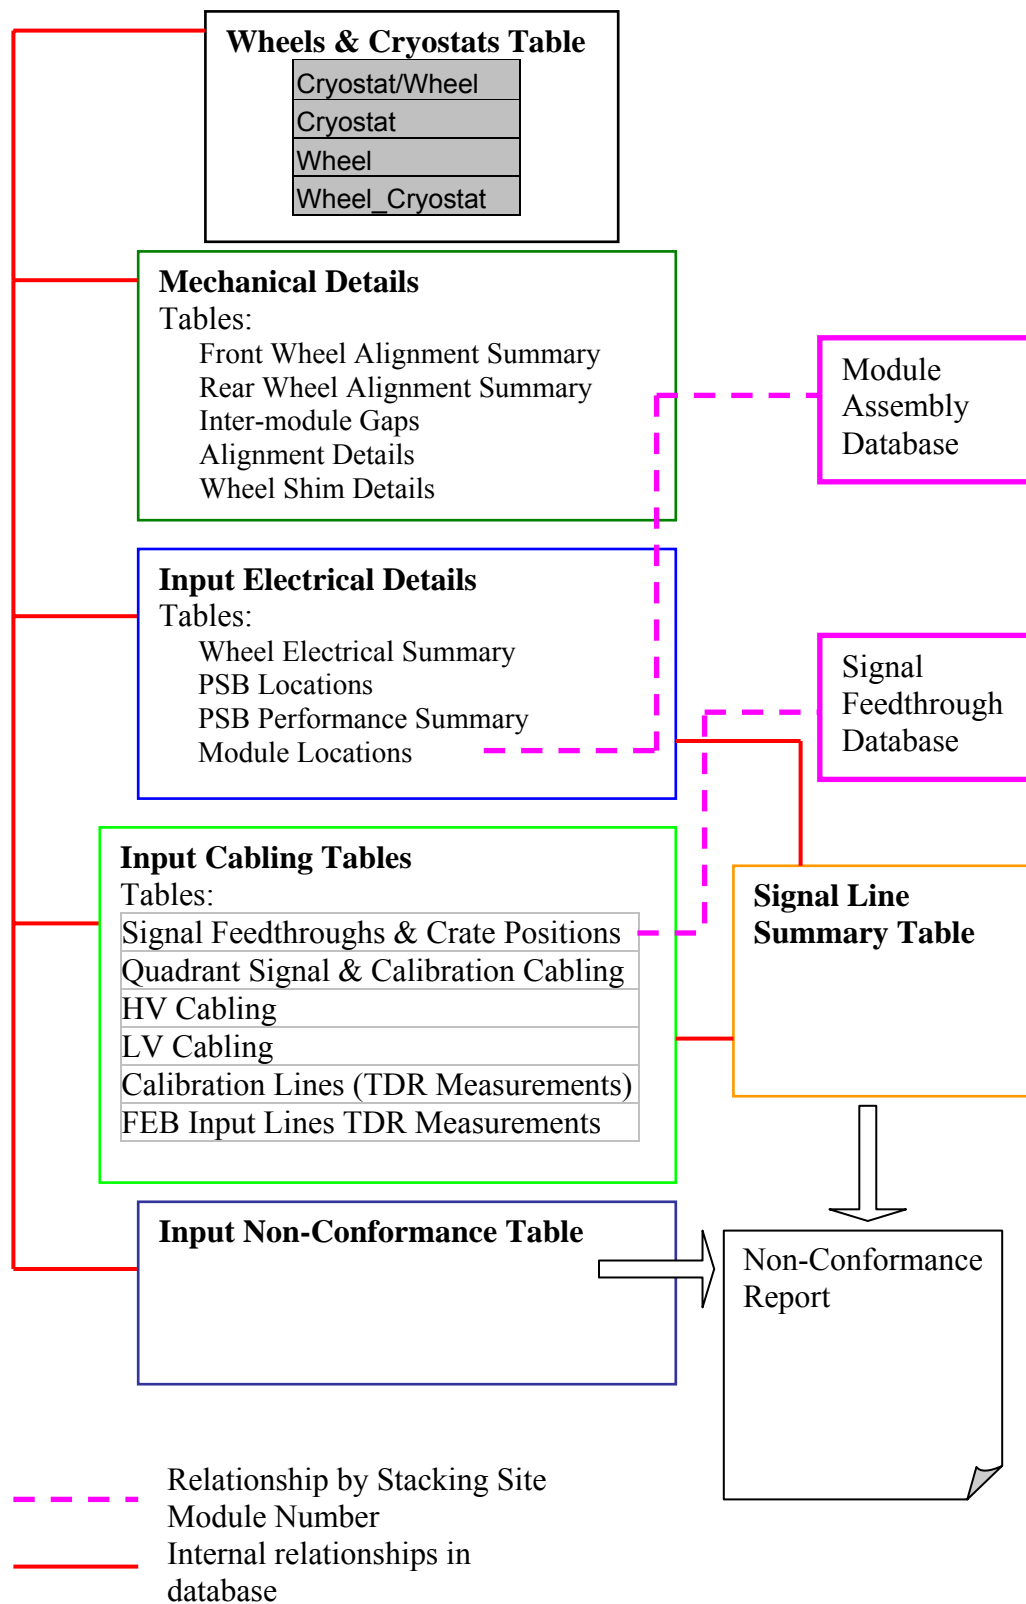 Wheels & Cryostats Table
Cryostat/Wheel
Cryostat
Wheel
Wheel_Cryostat
Mechanical Details
Tables:
Front Wheel Alignment Summary
Rear Wheel Alignment Summary
Inter-module Gaps
Alignment Details
Wheel Shim Details
Module
Assembly
Database
Input Electrical Details
Tables:
Wheel Electrical Summary
PSB Locations
PSB Performance Summary
Module Locations
Signal
Feedthrough
Database
Input Cabling Tables
Tables:
Signal Feedthroughs & Crate Positions
Quadrant Signal & Calibration Cabling
HV Cabling
LV Cabling
Calibration Lines (TDR Measurements)
FEB Input Lines TDR Measurements
Signal Line
Summary Table
Input Non-Conformance Table
Non-Conformance
Report
Relationship by Stacking Site
Module Number
Internal relationships in
database